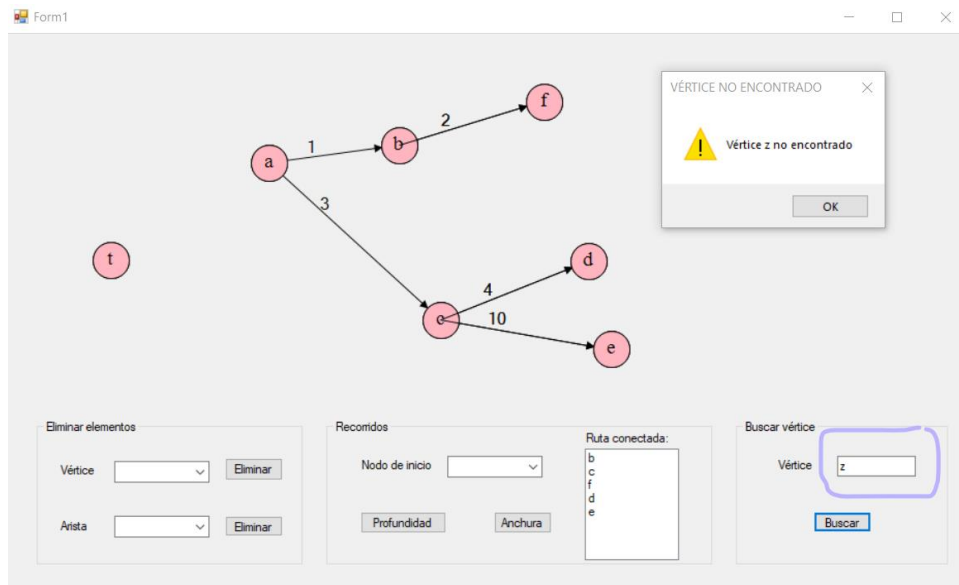 Form1
VÉRTICE NO ENCONTRADO
Vértice z no encontrado
OK
f
2
b
1
a
3
t
d
4
c
10
e
Eliminar elementos
Vértice
Eliminar
Arista
Eliminar
Recorridos
Nodo de inicio
Profundidad
Anchura
Ruta conectada:
b
c
f
d
e
Buscar vértice
Vértice
z
Buscar